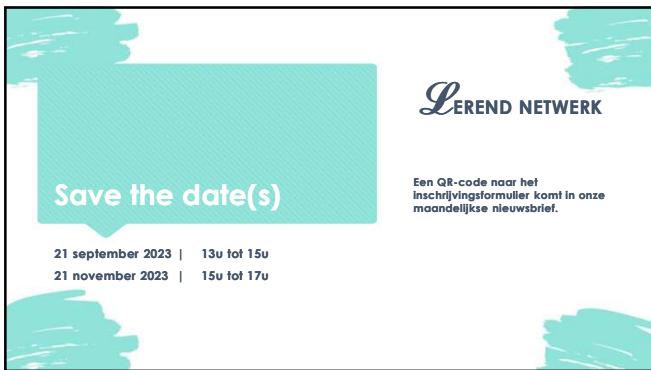 LEREND NETWERK
Save the date(s)
Een QR-code naar het
inschrijvingsformulier komt in onze
maandelijkse nieuwsbrief.
21 september 2023 | 13u tot 15u
21 november 2023 | 15u tot 17u